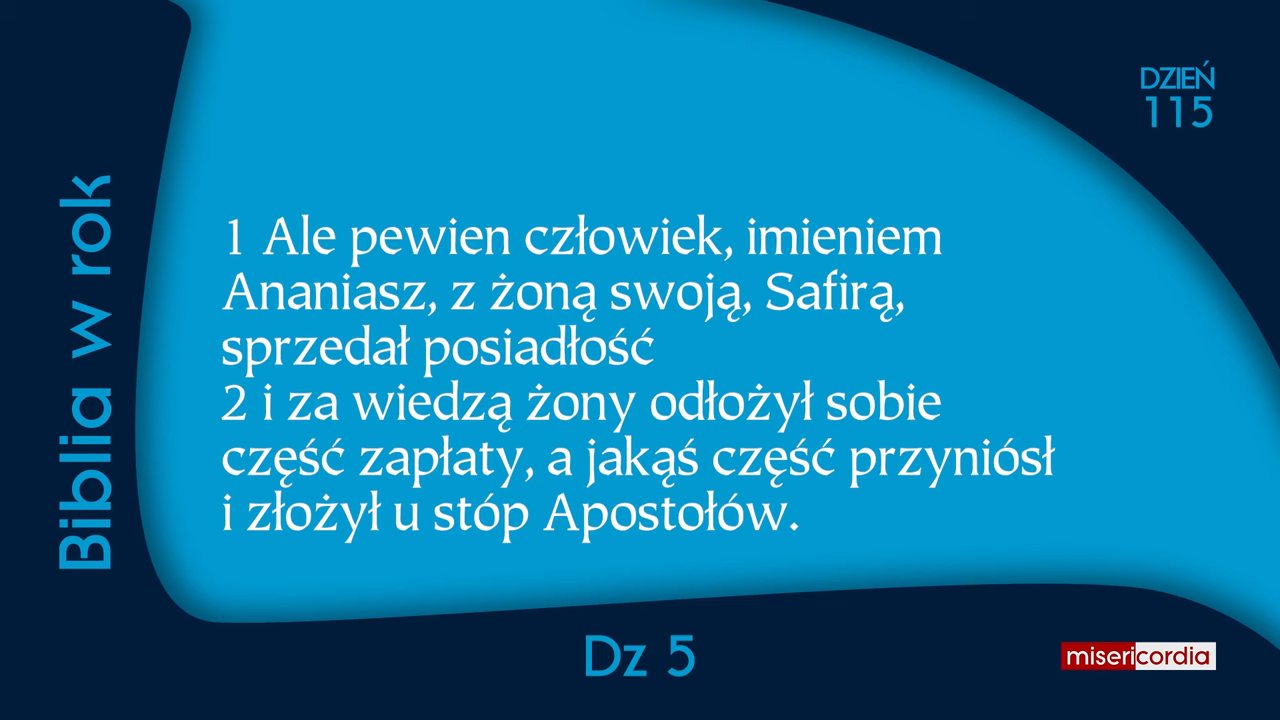 DZIEŃ
115
Biblia w rok
1 Ale pewien człowiek, imieniem
Ananiasz, z żoną swoją, Safirą,
sprzedał posiadłość
2 i za wiedzą żony odłożył sobie
część zapłaty, a jakąś część przyniósł
i złożył u stóp Apostołów.
Dz 5
misericordia